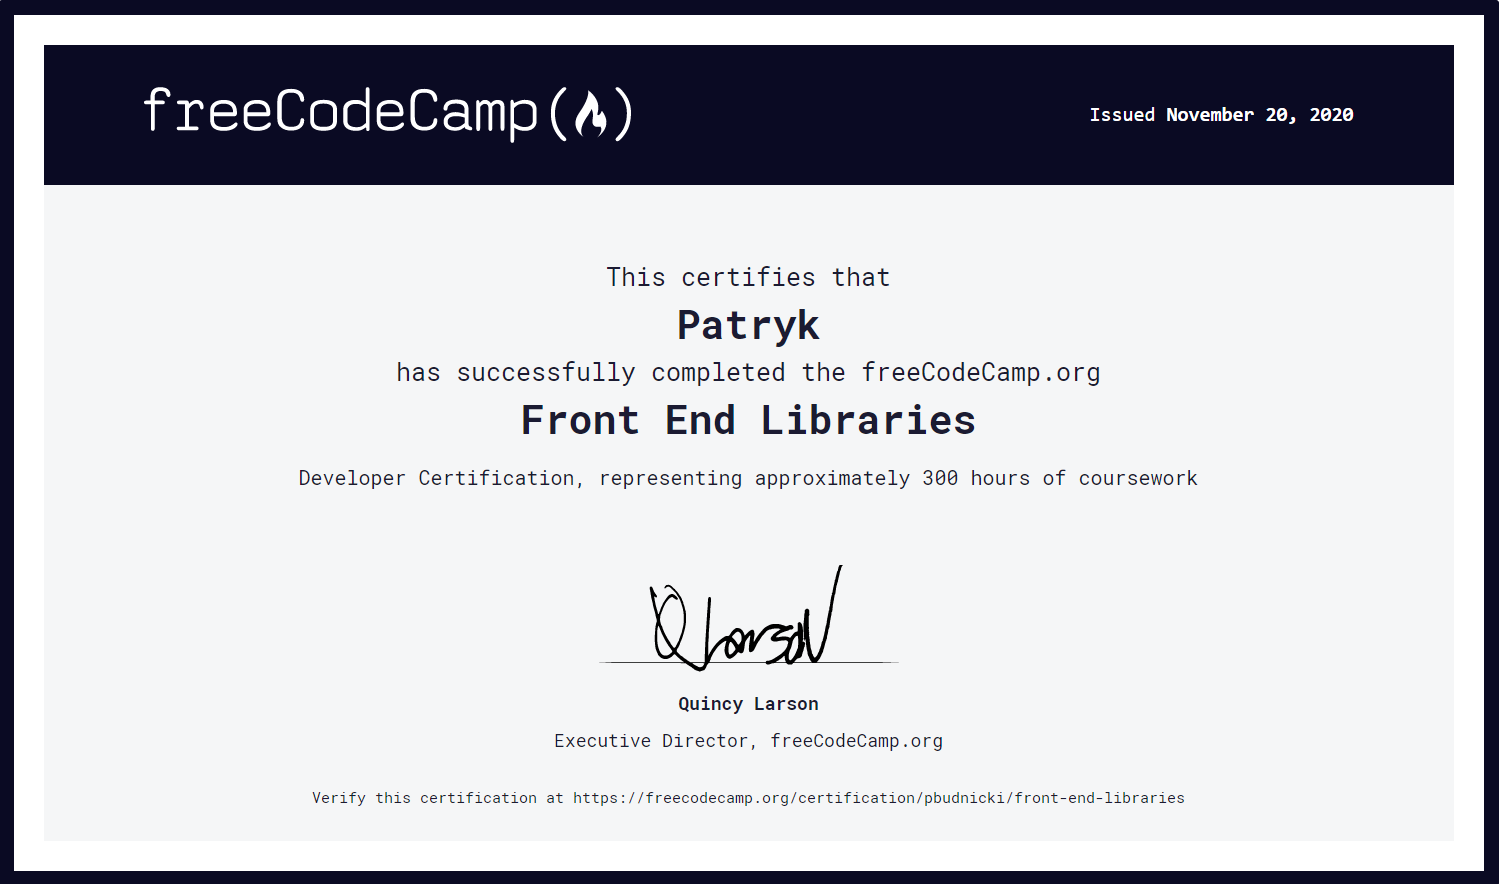 freeCodeCamp(🔥)
Issued November 20, 2020
This certifies that
Patryk
has successfully completed the freeCodeCamp.org
Front End Libraries
Developer Certification, representing approximately 300 hours of coursework
Q Larson
Quincy Larson
Executive Director, freeCodeCamp.org
Verify this certification at https://freecodecamp.org/certification/pbudnicki/front-end-libraries